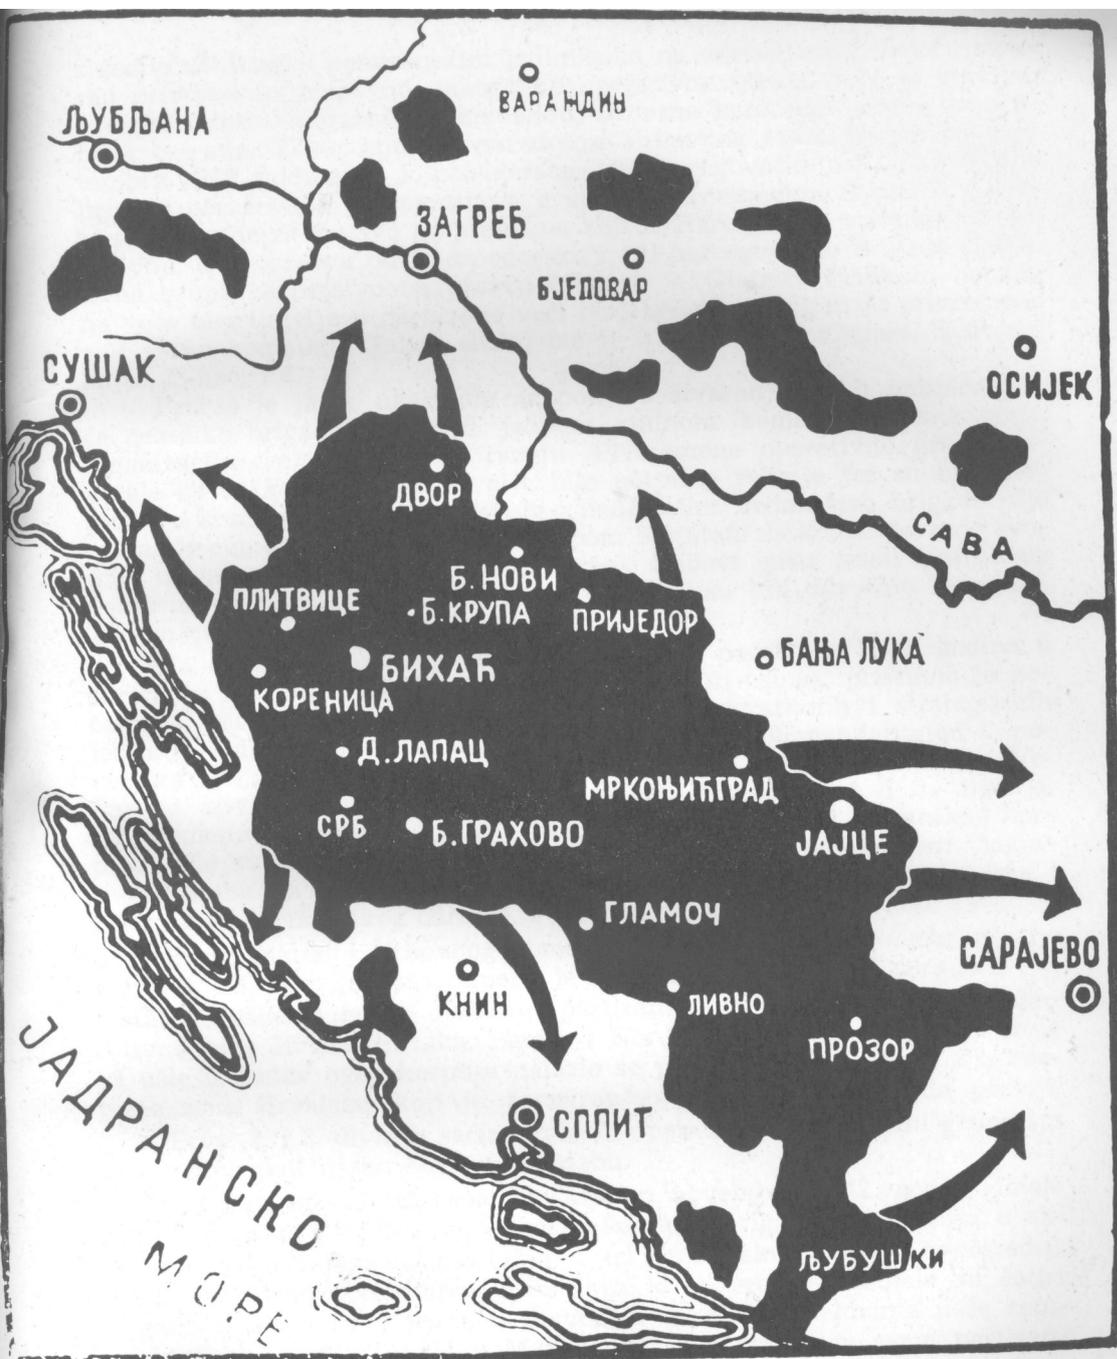 ВАРАЖДИН
ЉУБЉАНА
ЗАГРЕБ
БЈЕЛОВАР
СУШАК
ОСИЈЕК
ДВОР
САВА
Б. НОВИ
ПЛИТВИЦЕ
Б. КРУПА
ПРИЈЕДОР
БАЊА ЛУКА
БИХАЋ
КОРЕНИЦА
Д. ЛАПАЦ
МРКОЊИЋГРАД
СРБ
Б. ГРАХОВО
ЈАЈЦЕ
ГЛАМОЧ
САРАЈЕВО
КНИН
ЛИВНО
ПРОЗОР
СПЛИТ
ЈАДРАНСКО
МОРЕ
ЉУБУШКИ